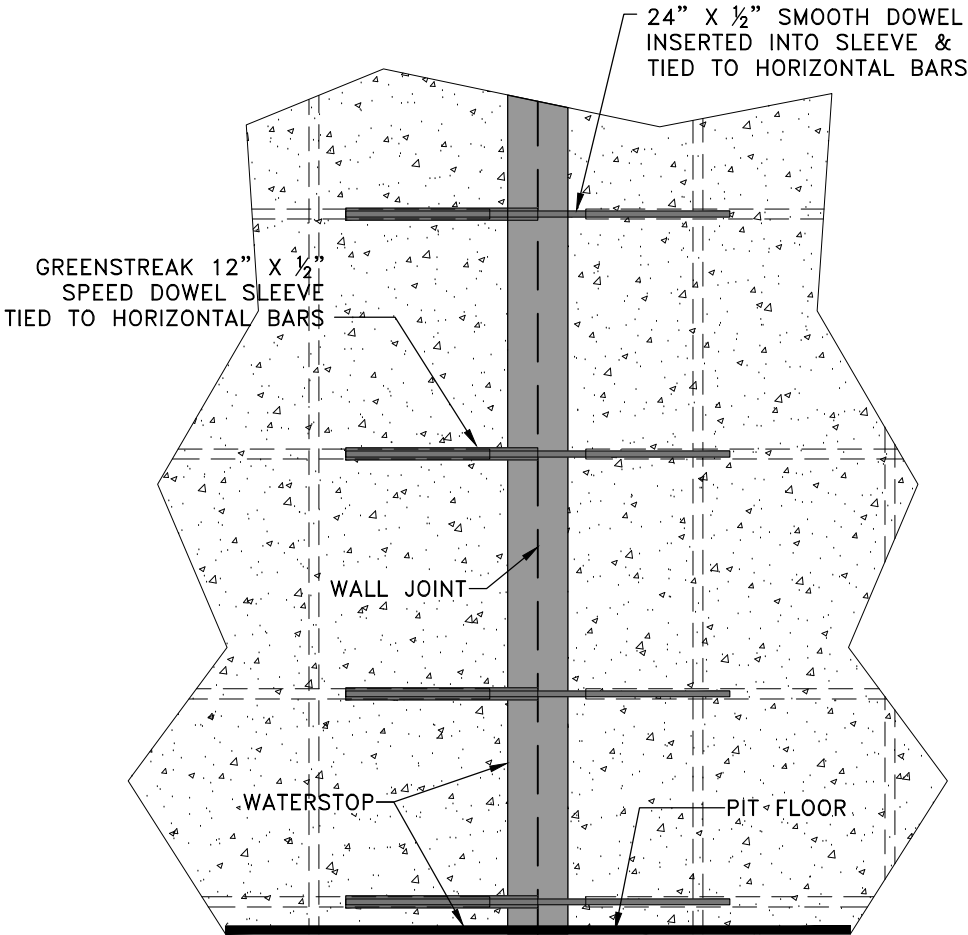 24” X ½” SMOOTH DOWEL
INSERTED INTO SLEEVE &
TIED TO HORIZONTAL BARS
GREENSTREAK 12” X ½”
SPEED DOWEL SLEEVE
TIED TO HORIZONTAL BARS
WALL JOINT
WATERSTOP
PIT FLOOR